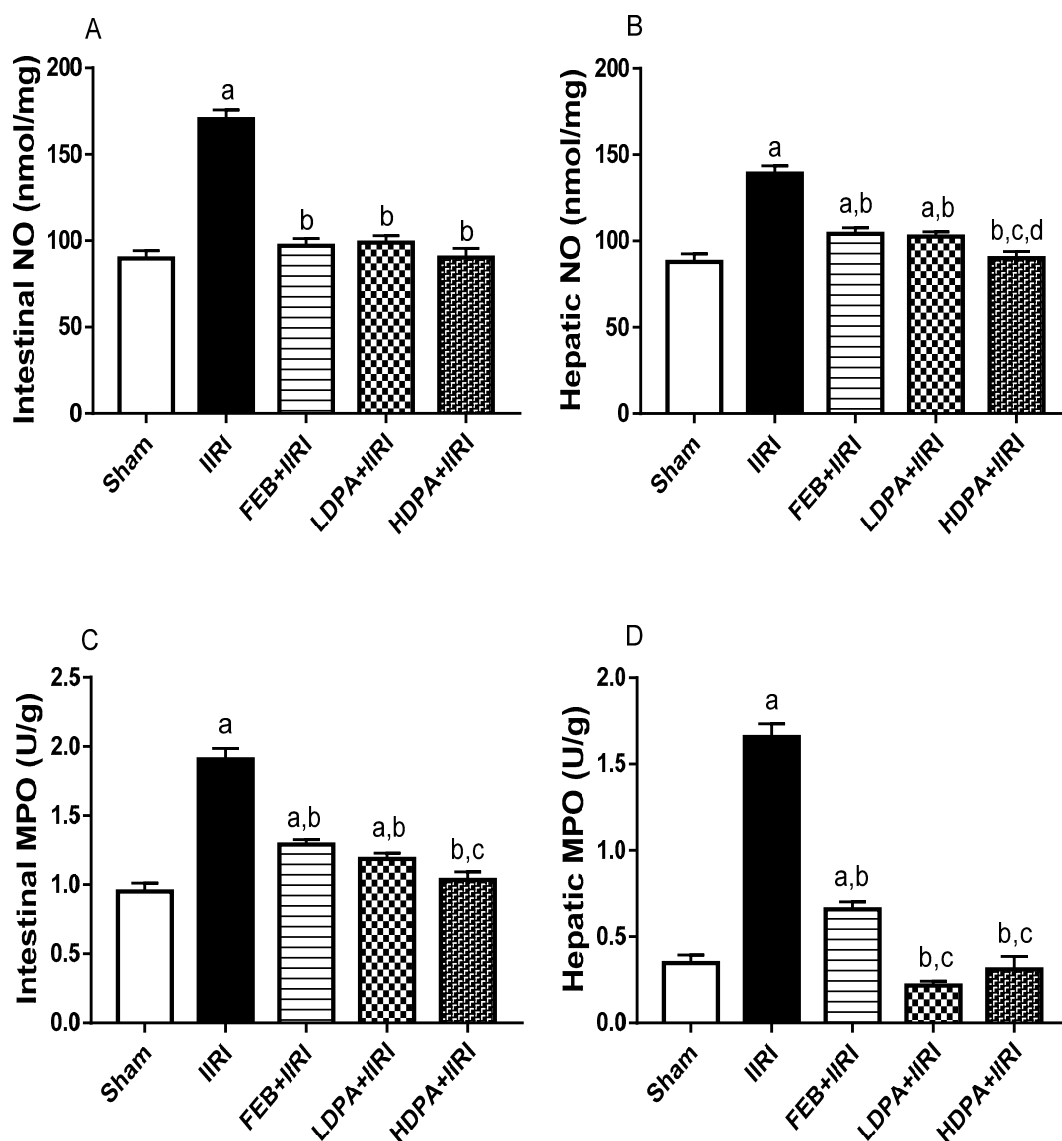 A
Intestinal NO (nmol/mg)
200
150
100
50
0
a
b
b
b
Sham
IIRI
FEB+IIRI
LDPA+IIRI
HDPA+IIRI
B
Hepatic NO (nmol/mg)
200
150
100
50
0
a
a,b
a,b
b,c,d
Sham
IIRI
FEB+IIRI
LDPA+IIRI
HDPA+IIRI
C
Intestinal MPO (U/g)
2.5
2.0
1.5
1.0
0.5
0.0
a
a,b
a,b
b,c
Sham
IIRI
FEB+IIRI
LDPA+IIRI
HDPA+IIRI
D
Hepatic MPO (U/g)
2.0
1.5
1.0
0.5
0.0
a
a,b
b,c
b,c
Sham
IIRI
FEB+IIRI
LDPA+IIRI
HDPA+IIRI